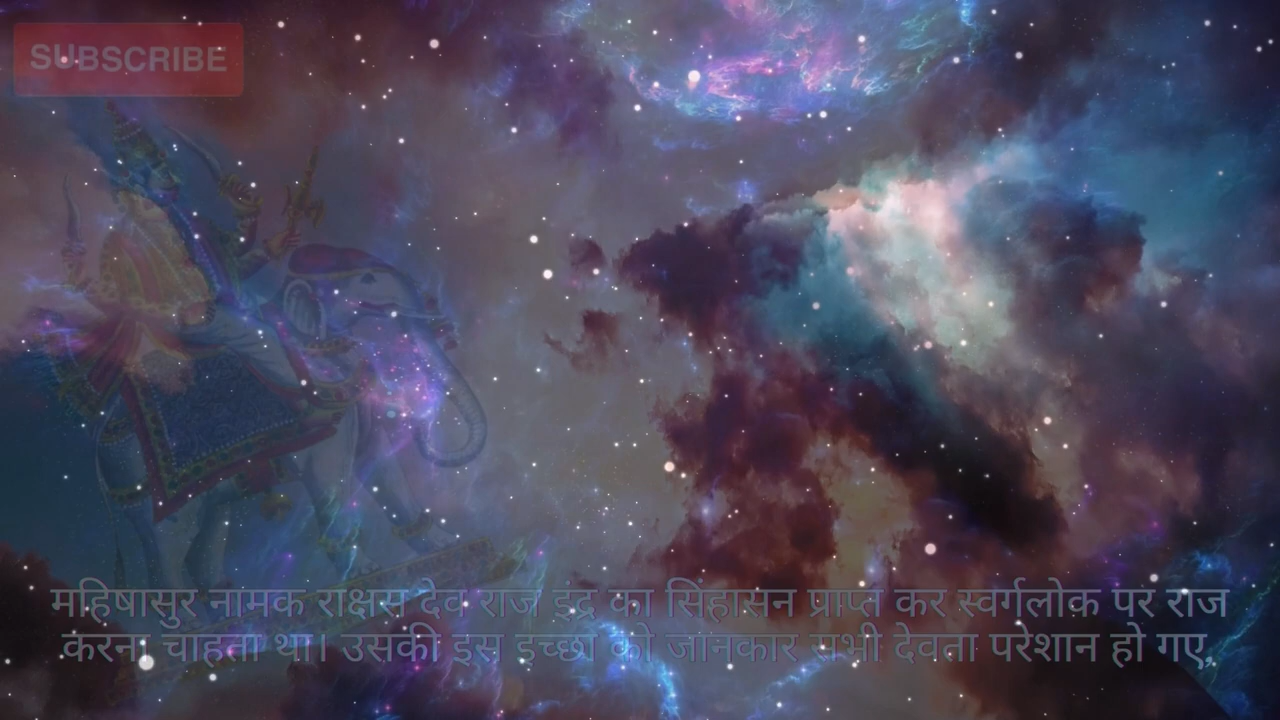 SUBSCRIBE
महिषासुर नामक राक्षस देव राज इंद्र का सिंहासन प्राप्त कर स्वर्गलोक पर राज
करना चाहता था। उसकी इस इच्छा को जानकार सभी देवता परेशान हो गए,